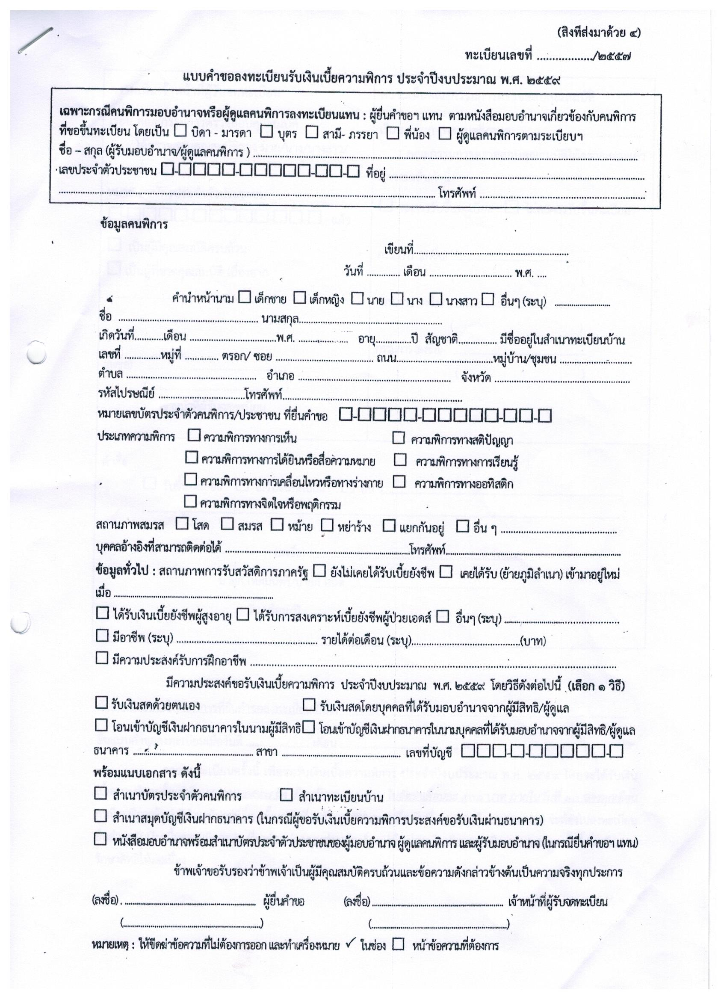 (สิงที่ส่งมาด้วย ๔)
ทะเบียนเลขที่ .................../๒๕๕๗
แบบคำขอลงทะเบียนรับเงินเบี้ยความพิการ ประจำปีงบประมาณ พ.ศ. ๒๕๕๙
เฉพาะกรณีคนพิการมอบอำนาจหรือผู้ดูแลคนพิการลงทะเบียนแทน : ผู้ยื่นคำขอฯ แทน ตามหนังสือมอบอำนาจเกี่ยวข้องกับคนพิการ
ที่ขอขึ้นทะเบียน โดยเป็น ☐ บิดา - มารดา ☐ บุตร ☐ สามี- ภรรยา ☐ พี่น้อง ☐ ผู้ดูแลคนพิการตามระเบียบฯ
ชื่อ – สกุล (ผู้รับมอบอำนาจ/ผู้ดูแลคนพิการ ) ........................................
เลขประจำตัวประชาชน ☐-☐☐☐☐-☐☐☐☐☐-☐☐-☐ ที่อยู่ ........................................
........................................ โทรศัพท์ ........................................
ข้อมูลคนพิการ
เขียนที่........................................
วันที่ ............. เดือน .................................. พ.ศ. ....
คำนำหน้านาม ☐ เด็กชาย ☐ เด็กหญิง ☐ นาย ☐ นาง ☐ นางสาว ☐ อื่นๆ (ระบุ) ........................
ชื่อ ........................................ นามสกุล........................................
เกิดวันที่............เดือน ....................................พ.ศ. .................... อายุ..............ปี สัญชาติ................ มีชื่ออยู่ในสำเนาทะเบียนบ้าน
เลขที่ ...............หมู่ที่ .............. ตรอก/ ซอย ........................................ ถนน........................................หมู่บ้าน/ชุมชน ..............................
ตำบล ........................................ อำเภอ ........................................ จังหวัด ........................................
รหัสไปรษณีย์ ....................................โทรศัพท์........................................
หมายเลขบัตรประจำตัวคนพิการ/ประชาชน ที่ยื่นคำขอ ☐-☐☐☐☐-☐☐☐☐☐-☐☐-☐
ประเภทความพิการ ☐ ความพิการทางการเห็น ☐ ความพิการทางสติปัญญา
☐ ความพิการทางการได้ยินหรือสื่อความหมาย ☐ ความพิการทางการเรียนรู้
☐ ความพิการทางการเคลื่อนไหวหรือทางร่างกาย ☐ ความพิการทางออทิสติก
☐ ความพิการทางจิตใจหรือพฤติกรรม
สถานภาพสมรส ☐ โสด ☐ สมรส ☐ หม้าย ☐ หย่าร้าง ☐ แยกกันอยู่ ☐ อื่น ๆ ........................................
บุคคลอ้างอิงที่สามารถติดต่อได้ ........................................โทรศัพท์........................................
ข้อมูลทั่วไป : สถานภาพการรับสวัสดิการภาครัฐ ☐ ยังไม่เคยได้รับเบี้ยยังชีพ ☐ เคยได้รับ (ย้ายภูมิลำเนา) เข้ามาอยู่ใหม่
เมื่อ ........................................
☐ ได้รับเงินเบี้ยยังชีพผู้สูงอายุ ☐ ได้รับการสงเคราะห์เบี้ยยังชีพผู้ป่วยเอดส์ ☐ อื่นๆ (ระบุ) ........................................
☐ มีอาชีพ (ระบุ) ........................................ รายได้ต่อเดือน (ระบุ)........................................(บาท)
☐ มีความประสงค์รับการฝึกอาชีพ ........................................
มีความประสงค์ขอรับเงินเบี้ยความพิการ ประจำปีงบประมาณ พ.ศ. ๒๕๕๙ โดยวิธีดังต่อไปนี้ (เลือก ๑ วิธี)
☐ รับเงินสดด้วยตนเอง ☐ รับเงินสดโดยบุคคลที่ได้รับมอบอำนาจจากผู้มีสิทธิ/ผู้ดูแล
☐ โอนเข้าบัญชีเงินฝากธนาคารในนามผู้มีสิทธิ ☐ โอนเข้าบัญชีเงินฝากธนาคารในนามบุคคลที่ได้รับมอบอำนาจจากผู้มีสิทธิ/ผู้ดูแล
ธนาคาร ........................................ สาขา ........................................ เลขที่บัญชี ☐☐☐-☐-☐☐☐☐☐-☐
พร้อมแนบเอกสาร ดังนี้
☐ สำเนาบัตรประจำตัวคนพิการ ☐ สำเนาทะเบียนบ้าน
☐ สำเนาสมุดบัญชีเงินฝากธนาคาร (ในกรณีผู้ขอรับเงินเบี้ยความพิการประสงค์ขอรับเงินผ่านธนาคาร)
☐ หนังสือมอบอำนาจพร้อมสำเนาบัตรประจำตัวประชาชนของผู้มอบอำนาจ ผู้ดูแลคนพิการ และผู้รับมอบอำนาจ (ในกรณียื่นคำขอฯ แทน)
ข้าพเจ้าขอรับรองว่าข้าพเจ้าเป็นผู้มีคุณสมบัติครบถ้วนและข้อความดังกล่าวข้างต้นเป็นความจริงทุกประการ
(ลงชื่อ). ........................................ ผู้ยื่นคำขอ (ลงชื่อ)........................................ เจ้าหน้าที่ผู้รับจดทะเบียน
(........................................) (........................................)
หมายเหตุ : ให้ขีดฆ่าข้อความที่ไม่ต้องการออก และทำเครื่องหมาย ✓ ในช่อง ☐ หน้าข้อความที่ต้องการ